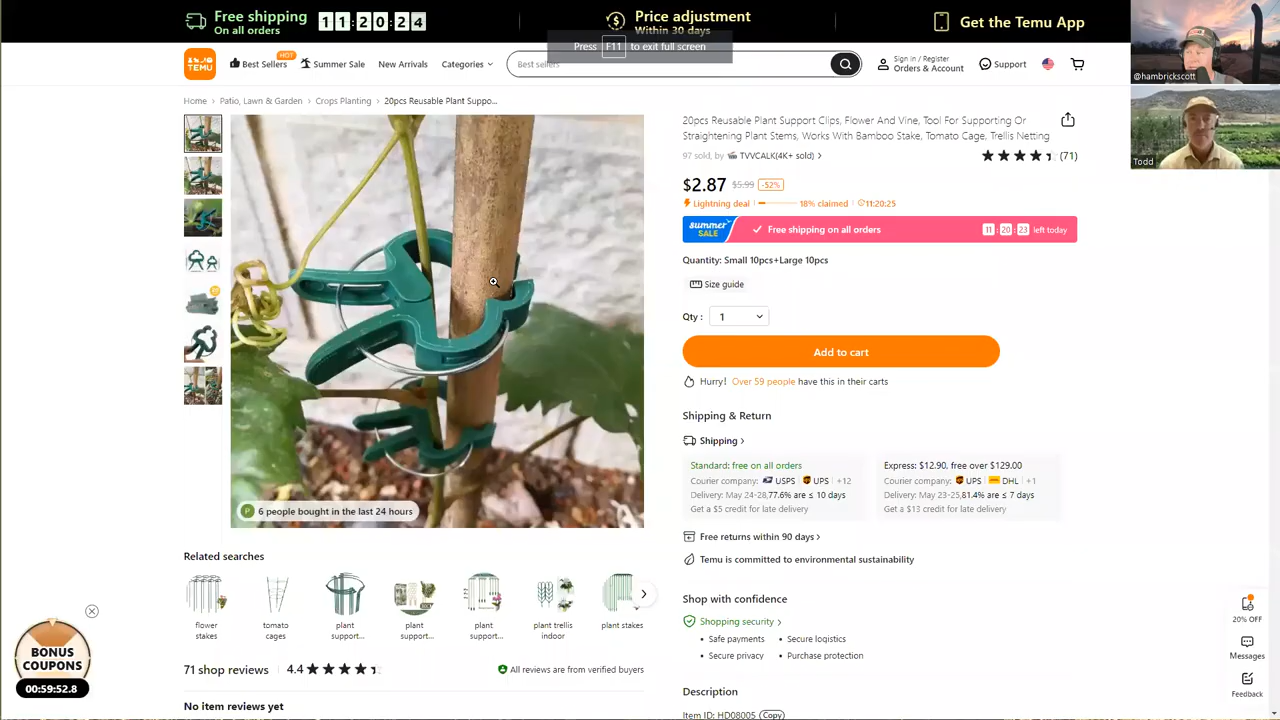 Free shipping
On all orders
11:20:24
Price adjustment
Within 30 days
Get the Temu App
Press F11 to exit full screen
@hambrickscott
Todd
TEMU
Best Sellers
HOT
Summer Sale
New Arrivals
Categories
Best sellers
Sign in / Register
Orders & Account
Support
Home › Patio, Lawn & Garden › Crops Planting › 20pcs Reusable Plant Suppo...
20pcs Reusable Plant Support Clips, Flower And Vine, Tool For Supporting Or
Straightening Plant Stems, Works With Bamboo Stake, Tomato Cage, Trellis Netting
97 sold, by TVVCALK(4K+ sold) ›
(71)
$2.87 $5.99 -52%
Lightning deal
18% claimed
11:20:25
summer
SALE
Free shipping on all orders
11:20:23 left today
Quantity: Small 10pcs+Large 10pcs
Size guide
Qty : 1
Add to cart
Hurry! Over 59 people have this in their carts
Shipping & Return
Shipping ›
Standard: free on all orders
Courier company: USPS UPS +12
Delivery: May 24-28,77.6% are ≤ 10 days
Get a $5 credit for late delivery
Express: $12.90, free over $129.00
Courier company: UPS DHL +1
Delivery: May 23-25,81.4% are ≤ 7 days
Get a $13 credit for late delivery
Free returns within 90 days ›
Temu is committed to environmental sustainability
Shop with confidence
Shopping security ›
• Safe payments • Secure logistics
• Secure privacy • Purchase protection
Description
Item ID: HD08005 Copy
P 6 people bought in the last 24 hours
Related searches
flower
stakes
tomato
cages
plant
support...
plant
support...
plant
support...
plant trellis
indoor
plant stakes
71 shop reviews
4.4
All reviews are from verified buyers
No item reviews yet
BONUS
COUPONS
00:59:52.8
20% OFF
Messages
Feedback